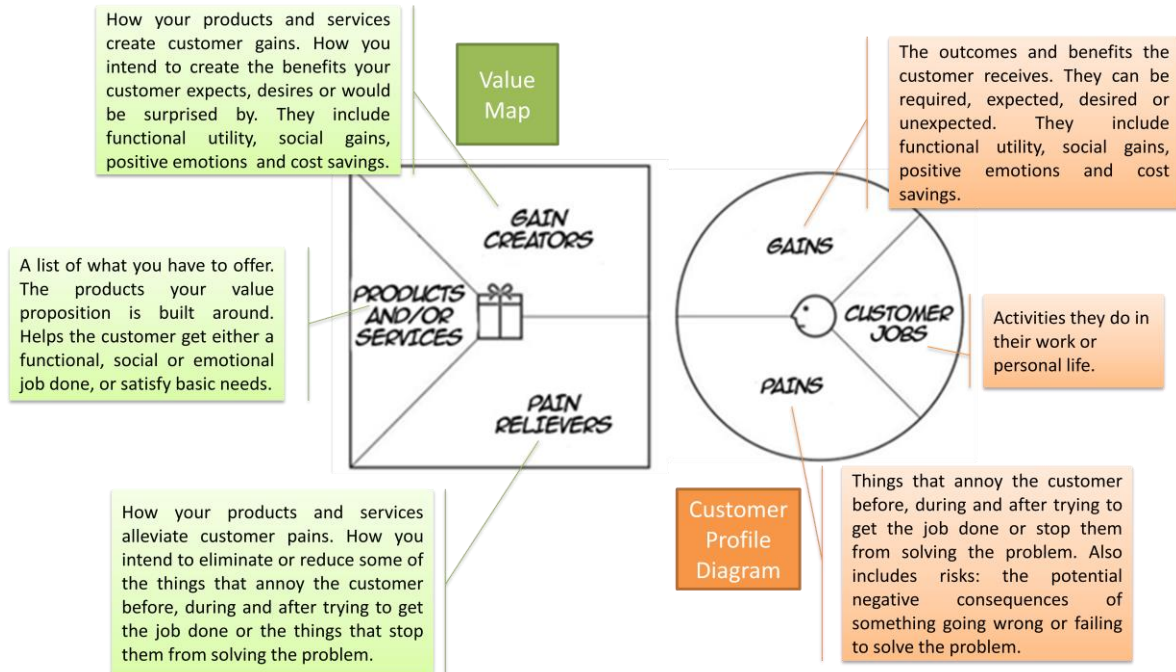 How your products and services
create customer gains. How you
intend to create the benefits your
customer expects, desires or would
be surprised by. They include
functional utility, social gains,
positive emotions and cost savings.
Value
Map
The outcomes and benefits the
customer receives. They can be
required, expected, desired or
unexpected. They include
functional utility, social gains,
positive emotions and cost
savings.
GAIN
CREATORS
GAINS
A list of what you have to offer.
The products your value
proposition is built around.
Helps the customer get either a
functional, social or emotional
job done, or satisfy basic needs.
PRODUCTS
AND/OR
SERVICES
CUSTOMER
JOBS
Activities they do in
their work or
personal life.
PAIN
RELIEVERS
PAINS
How your products and services
alleviate customer pains. How you
intend to eliminate or reduce some of
the things that annoy the customer
before, during and after trying to get
the job done or the things that stop
them from solving the problem.
Customer
Profile
Diagram
Things that annoy the customer
before, during and after trying to
get the job done or stop them
from solving the problem. Also
includes risks: the potential
negative consequences of
something going wrong or failing
to solve the problem.